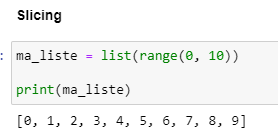 Slicing
: ma_liste = list(range(0, 10))
print(ma_liste)
[0, 1, 2, 3, 4, 5, 6, 7, 8, 9]